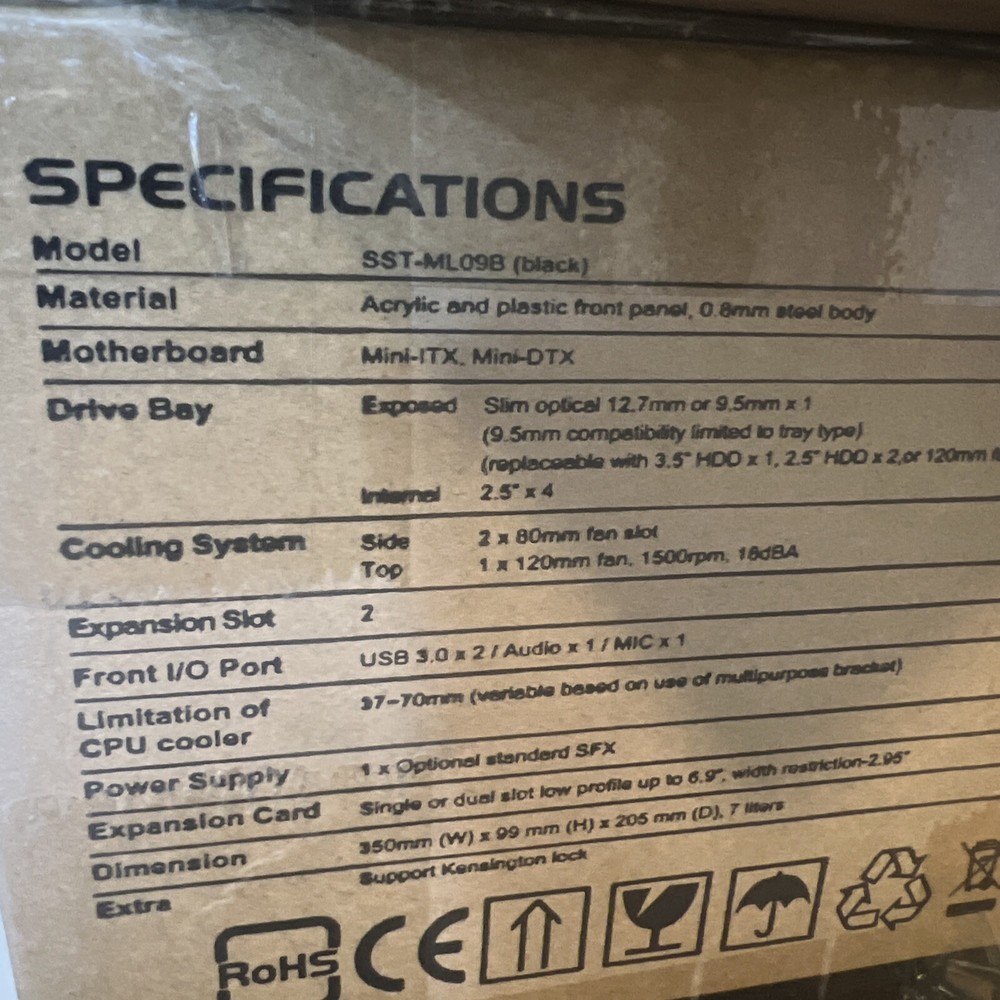 SPECIFICATIONS
Model SST-ML09B (black)
Material Acrylic and plastic front panel, 0.8mm steel body
Motherboard Mini-ITX, Mini-DTX
Drive Bay Exposed Slim optical 12.7mm or 9.5mm x 1
(9.5mm compatibility limited to tray type)
(replaceable with 3.5" HDD x 1, 2.5" HDD x 2,or 120mm
Internal 2.5" x 4
Cooling System Side 2 x 80mm fan slot
Top 1 x 120mm fan, 1500rpm, 18dBA
Expansion Slot 2
Front I/O Port USB 3.0 x 2 / Audio x 1 / MIC x 1
Limitation of CPU cooler 37~70mm (variable based on use of multipurpose bracket)
Power Supply 1 x Optional standard SFX
Expansion Card Single or dual slot low profile up to 6.9", width restriction-2.95"
Dimension 350mm (W) x 99 mm (H) x 205 mm (D), 7 liters
Extra Support Kensington lock
RoHS CE